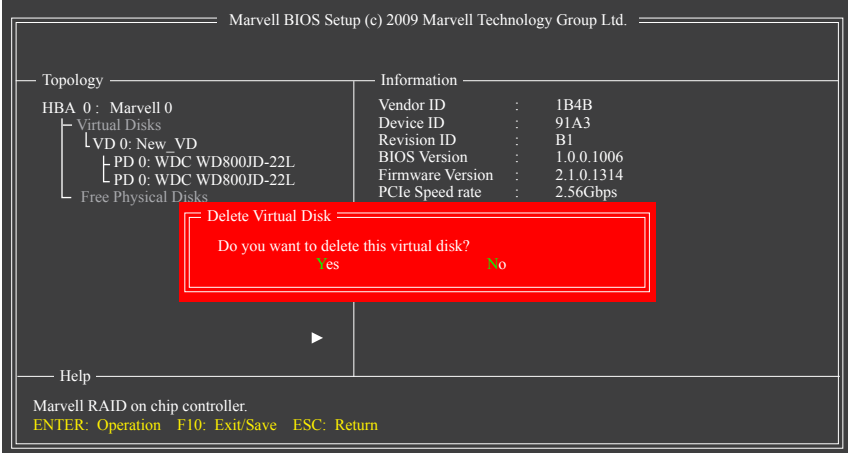 Marvell BIOS Setup (c) 2009 Marvell Technology Group Ltd.
Topology
HBA 0 : Marvell 0
Virtual Disks
VD 0: New_VD
PD 0: WDC WD800JD-22L
PD 0: WDC WD800JD-22L
Free Physical Disks
Information
Vendor ID : 1B4B
Device ID : 91A3
Revision ID : B1
BIOS Version : 1.0.0.1006
Firmware Version : 2.1.0.1314
PCIe Speed rate : 2.56Gbps
Delete Virtual Disk
Do you want to delete this virtual disk?
Yes No
Help
Marvell RAID on chip controller.
ENTER: Operation F10: Exit/Save ESC: Return